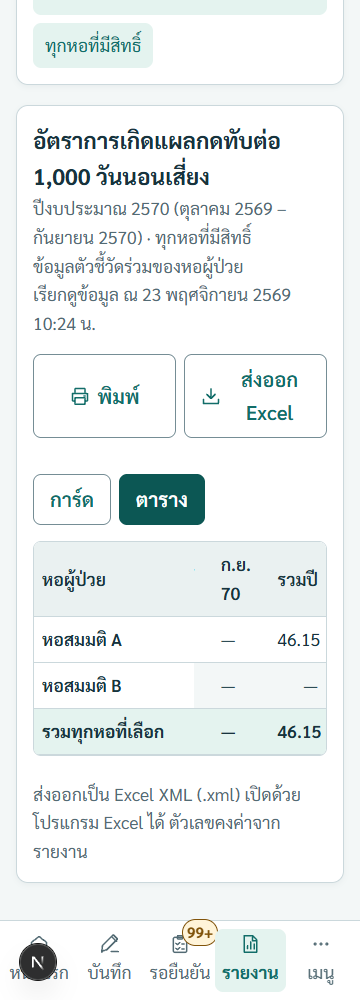 ทุกหอที่มีสิทธิ์
อัตราการเกิดแผลกดทับต่อ
1,000 วันนอนเสี่ยง
ปีงบประมาณ 2570 (ตุลาคม 2569 –
กันยายน 2570) · ทุกหอที่มีสิทธิ์
ข้อมูลตัวชี้วัดร่วมของหอผู้ป่วย
เรียกดูข้อมูล ณ 23 พฤศจิกายน 2569
10:24 น.
พิมพ์
ส่งออก
Excel
การ์ด
ตาราง
หอผู้ป่วย ก.ย. 70 รวมปี
หอสมมติ A — 46.15
หอสมมติ B — —
รวมทุกหอที่เลือก — 46.15
ส่งออกเป็น Excel XML (.xml) เปิดด้วย
โปรแกรม Excel ได้ ตัวเลขคงค่าจาก
รายงาน
99+
N
บันทึก รอยืนยัน รายงาน เมนู